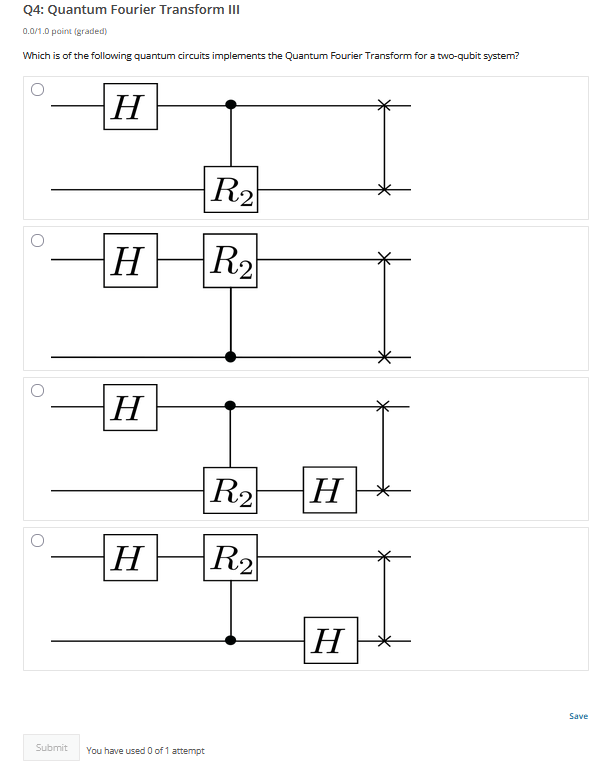 Q4: Quantum Fourier Transform III
0.0/1.0 point (graded)
Which is of the following quantum circuits implements the Quantum Fourier Transform for a two-qubit system?
H
R2
H R2
H
R2 H
H R2
H
Save
Submit You have used 0 of 1 attempt